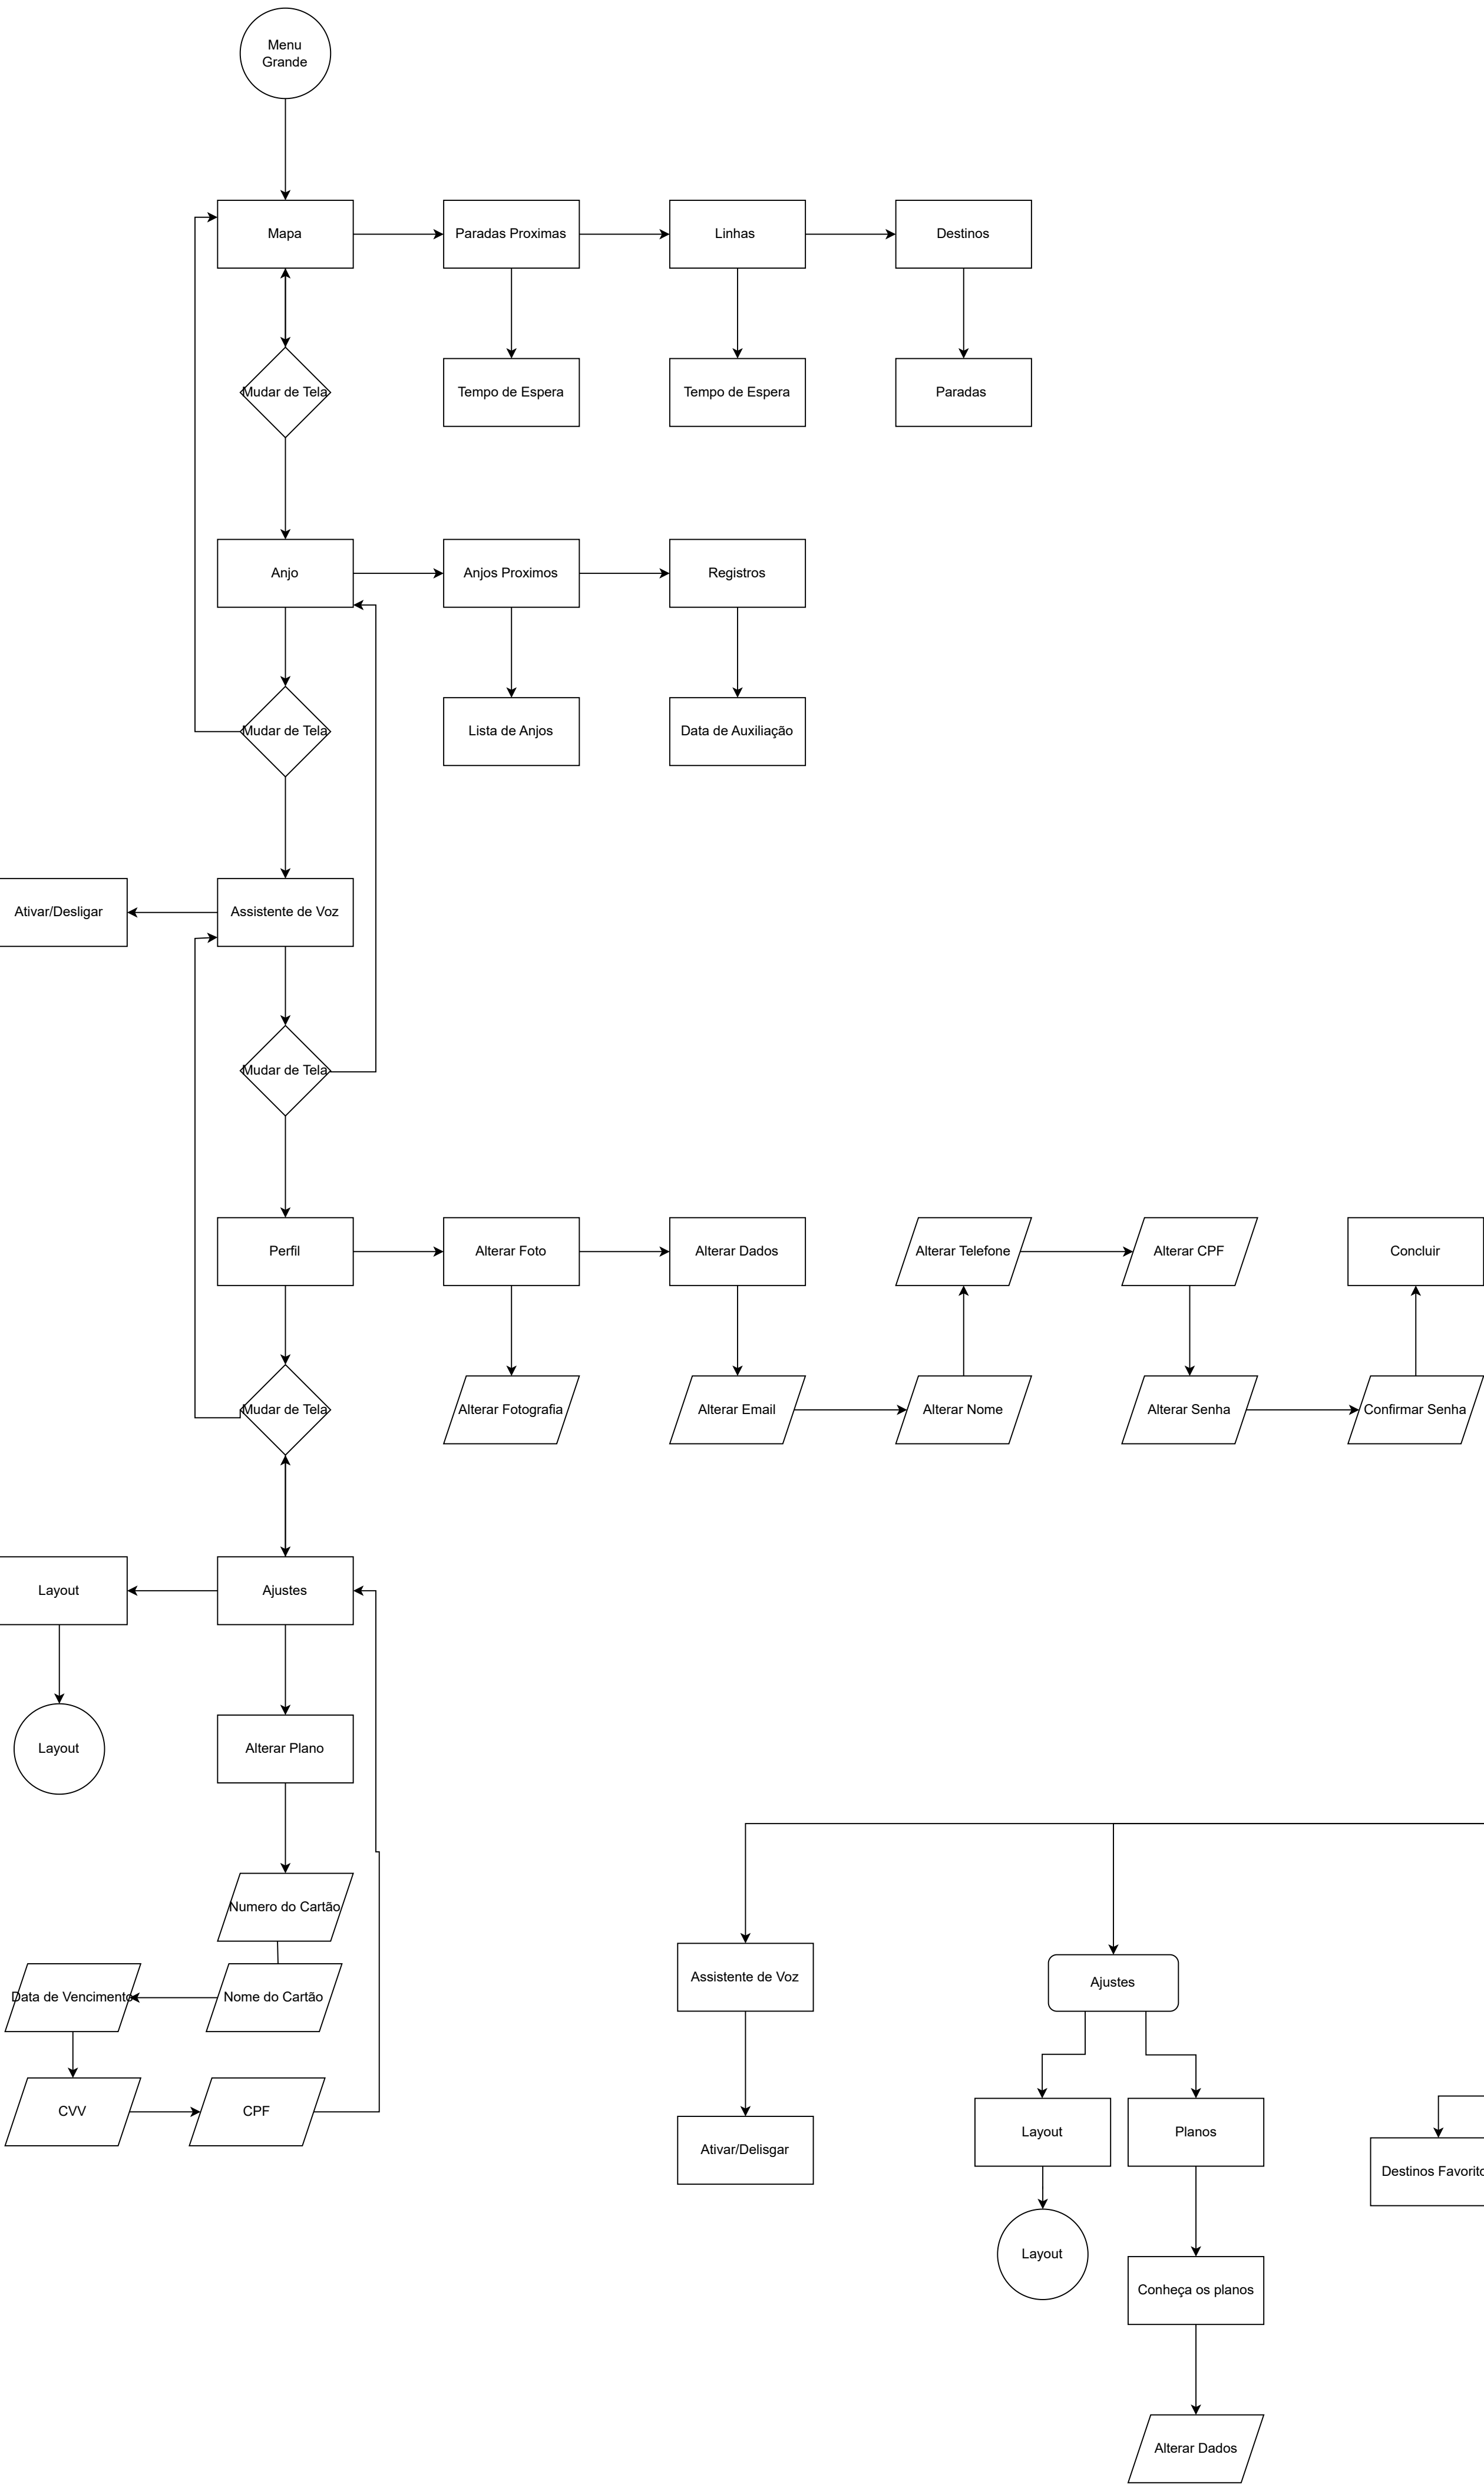 Menu
Grande
Mapa
Paradas Proximas
Linhas
Destinos
Mudar de Tela
Tempo de Espera
Tempo de Espera
Paradas
Anjo
Anjos Proximos
Registros
Mudar de Tela
Lista de Anjos
Data de Auxiliação
Ativar/Desligar
Assistente de Voz
Mudar de Tela
Perfil
Alterar Foto
Alterar Dados
Alterar Telefone
Alterar CPF
Concluir
Mudar de Tela
Alterar Fotografia
Alterar Email
Alterar Nome
Alterar Senha
Confirmar Senha
Layout
Ajustes
Layout
Alterar Plano
Numero do Cartão
Data de Vencimento
Nome do Cartão
CVV
CPF
Assistente de Voz
Ajustes
Ativar/Delisgar
Layout
Planos
Destinos Favorito
Layout
Conheça os planos
Alterar Dados